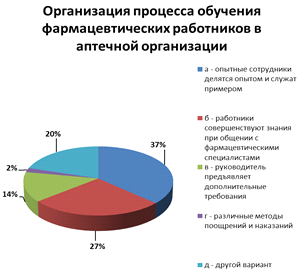 Организация процесса обучения
фармацевтических работников в
аптечной организации
37%
27%
14%
2%
20%
а - опытные сотрудники
делятся опытом и служат
примером
б - работники
совершенствуют знания
при общении с
фармацевтическими
специалистами
в - руководитель
предъявляет
дополнительные
требования
г - различные методы
поощрений и наказаний
д - другой вариант